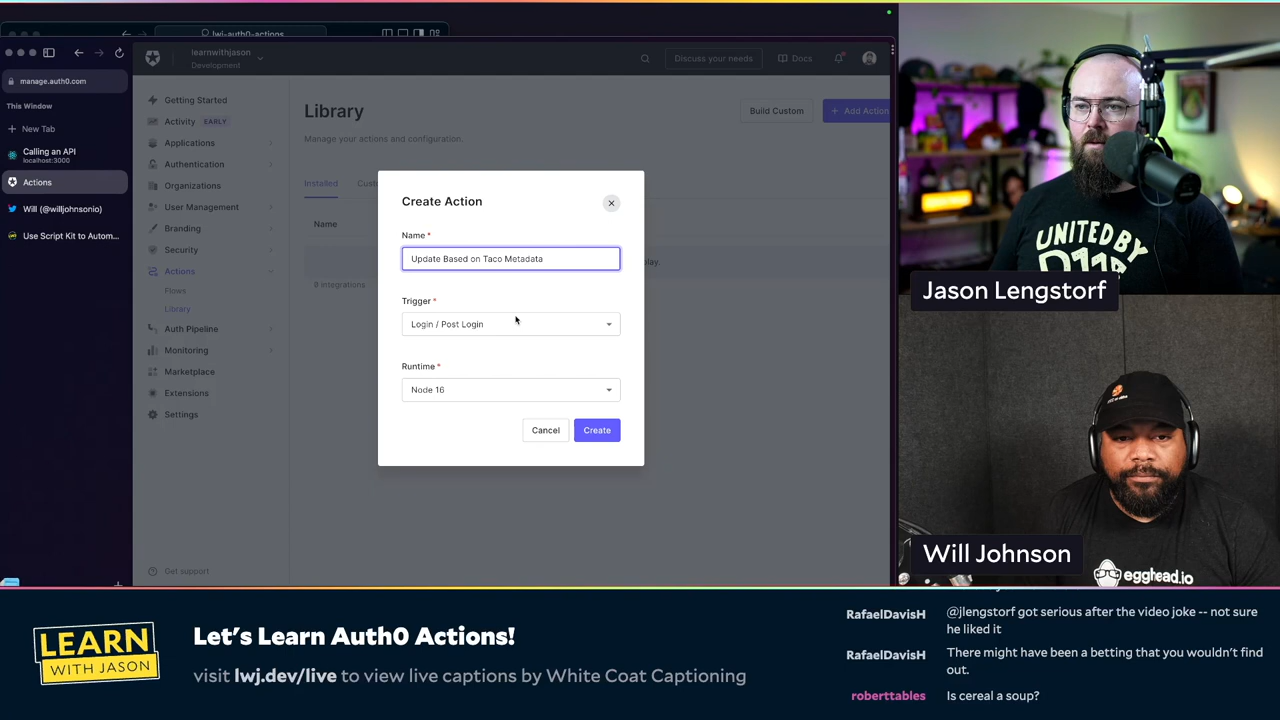 lwj-auth0-actions
manage.auth0.com
This Window
New Tab
Calling an API
localhost:3000
Actions
Will (@willjohnsonio)
Use Script Kit to Autom...
learnwithjason
Development
Discuss your needs
Docs
Getting Started
Activity EARLY
Applications
Authentication
Organizations
User Management
Branding
Security
Actions
Flows
Library
Auth Pipeline
Monitoring
Marketplace
Extensions
Settings
Get support
Library
Build Custom
+ Add Action
Manage your actions and configuration.
Installed
Name
9 integrations
Create Action
Name *
Update Based on Taco Metadata
Trigger *
Login / Post Login
Runtime *
Node 16
Cancel
Create
UNITED BY
Jason Lengstorf
Will Johnson
egghead.io
LEARN
WITH JASON
Let's Learn Auth0 Actions!
visit lwj.dev/live to view live captions by White Coat Captioning
RafaelDavisH @jlengstorf got serious after the video joke -- not sure
he liked it
RafaelDavisH There might have been a betting that you wouldn't find
out.
roberttables Is cereal a soup?